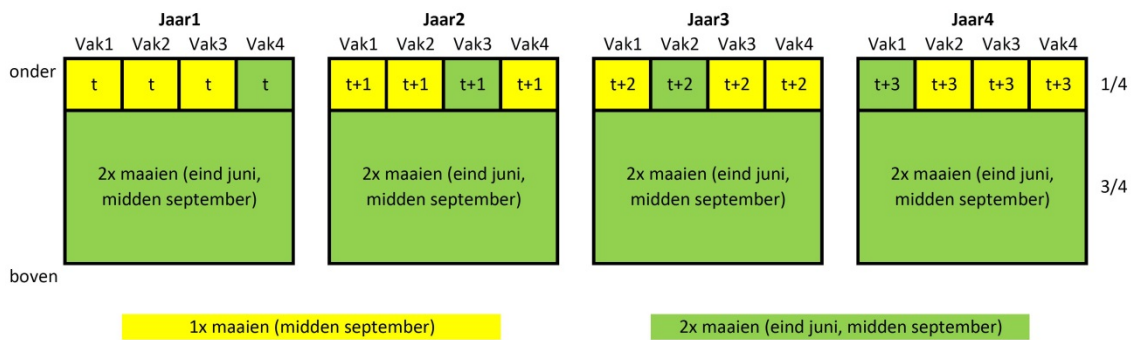 Jaar1 Jaar2 Jaar3 Jaar4
Vak1 Vak2 Vak3 Vak4 Vak1 Vak2 Vak3 Vak4 Vak1 Vak2 Vak3 Vak4 Vak1 Vak2 Vak3 Vak4
onder t t t t t+1 t+1 t+1 t+1 t+2 t+2 t+2 t+2 t+3 t+3 t+3 t+3 1/4
2x maaien (eind juni, 2x maaien (eind juni, 2x maaien (eind juni, 2x maaien (eind juni, 3/4
midden september) midden september) midden september) midden september)
boven
1x maaien (midden september) 2x maaien (eind juni, midden september)